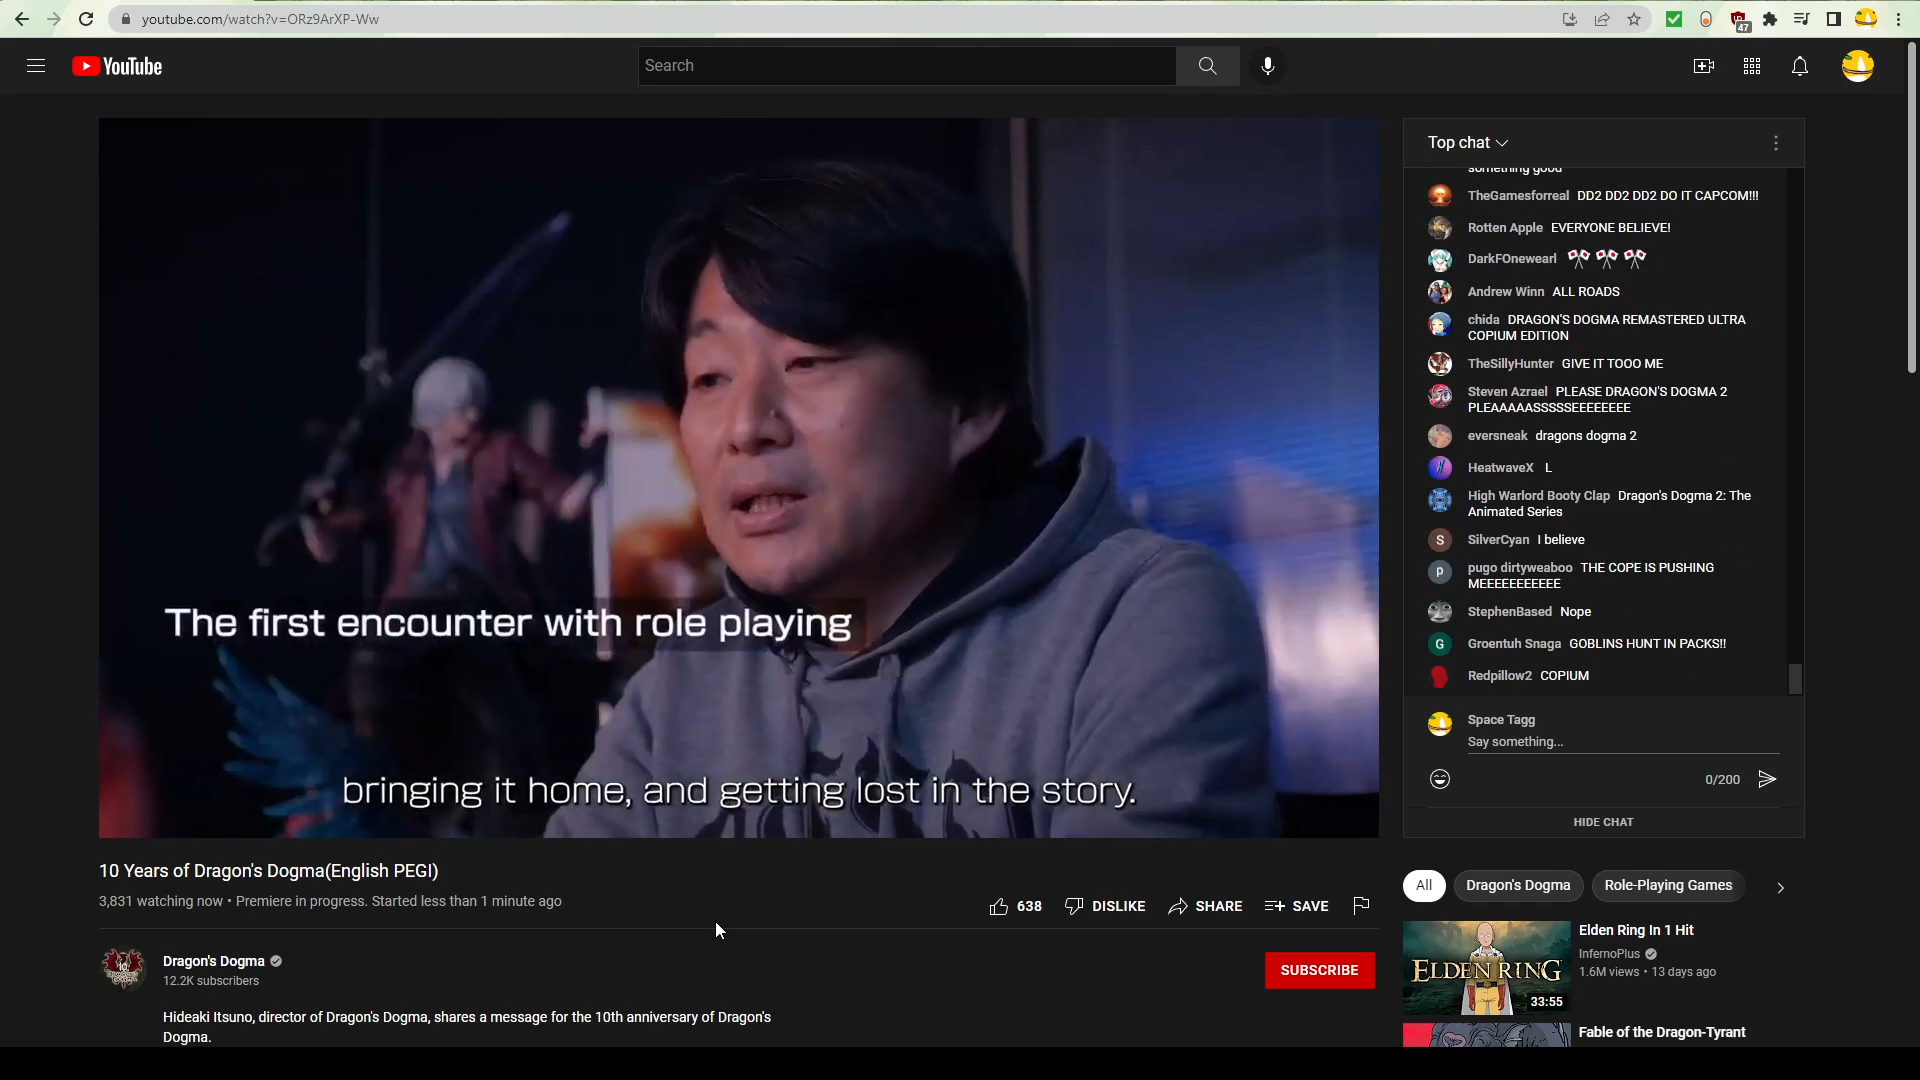 youtube.com/watch?v=ORz9ArXP-Ww
47
YouTube
Search
The first encounter with role playing
bringing it home, and getting lost in the story.
10 Years of Dragon's Dogma(English PEGI)
3,831 watching now • Premiere in progress. Started less than 1 minute ago
638
DISLIKE
SHARE
SAVE
Dragon's Dogma
12.2K subscribers
SUBSCRIBE
Hideaki Itsuno, director of Dragon's Dogma, shares a message for the 10th anniversary of Dragon's
Dogma.
Top chat
something good
TheGamesforreal DD2 DD2 DD2 DO IT CAPCOM!!!
Rotten Apple EVERYONE BELIEVE!
DarkFOnewearl
Andrew Winn ALL ROADS
chida DRAGON'S DOGMA REMASTERED ULTRA
COPIUM EDITION
TheSillyHunter GIVE IT TOOO ME
Steven Azrael PLEASE DRAGON'S DOGMA 2
PLEAAAAASSSSSEEEEEEEE
eversneak dragons dogma 2
HeatwaveX L
High Warlord Booty Clap Dragon's Dogma 2: The
Animated Series
S
SilverCyan I believe
p
pugo dirtyweaboo THE COPE IS PUSHING
MEEEEEEEEEEE
StephenBased Nope
G
Groentuh Snaga GOBLINS HUNT IN PACKS!!
Redpillow2 COPIUM
Space Tagg
Say something...
0/200
HIDE CHAT
All
Dragon's Dogma
Role-Playing Games
ELDEN RING
33:55
Elden Ring In 1 Hit
InfernoPlus
1.6M views • 13 days ago
Fable of the Dragon-Tyrant